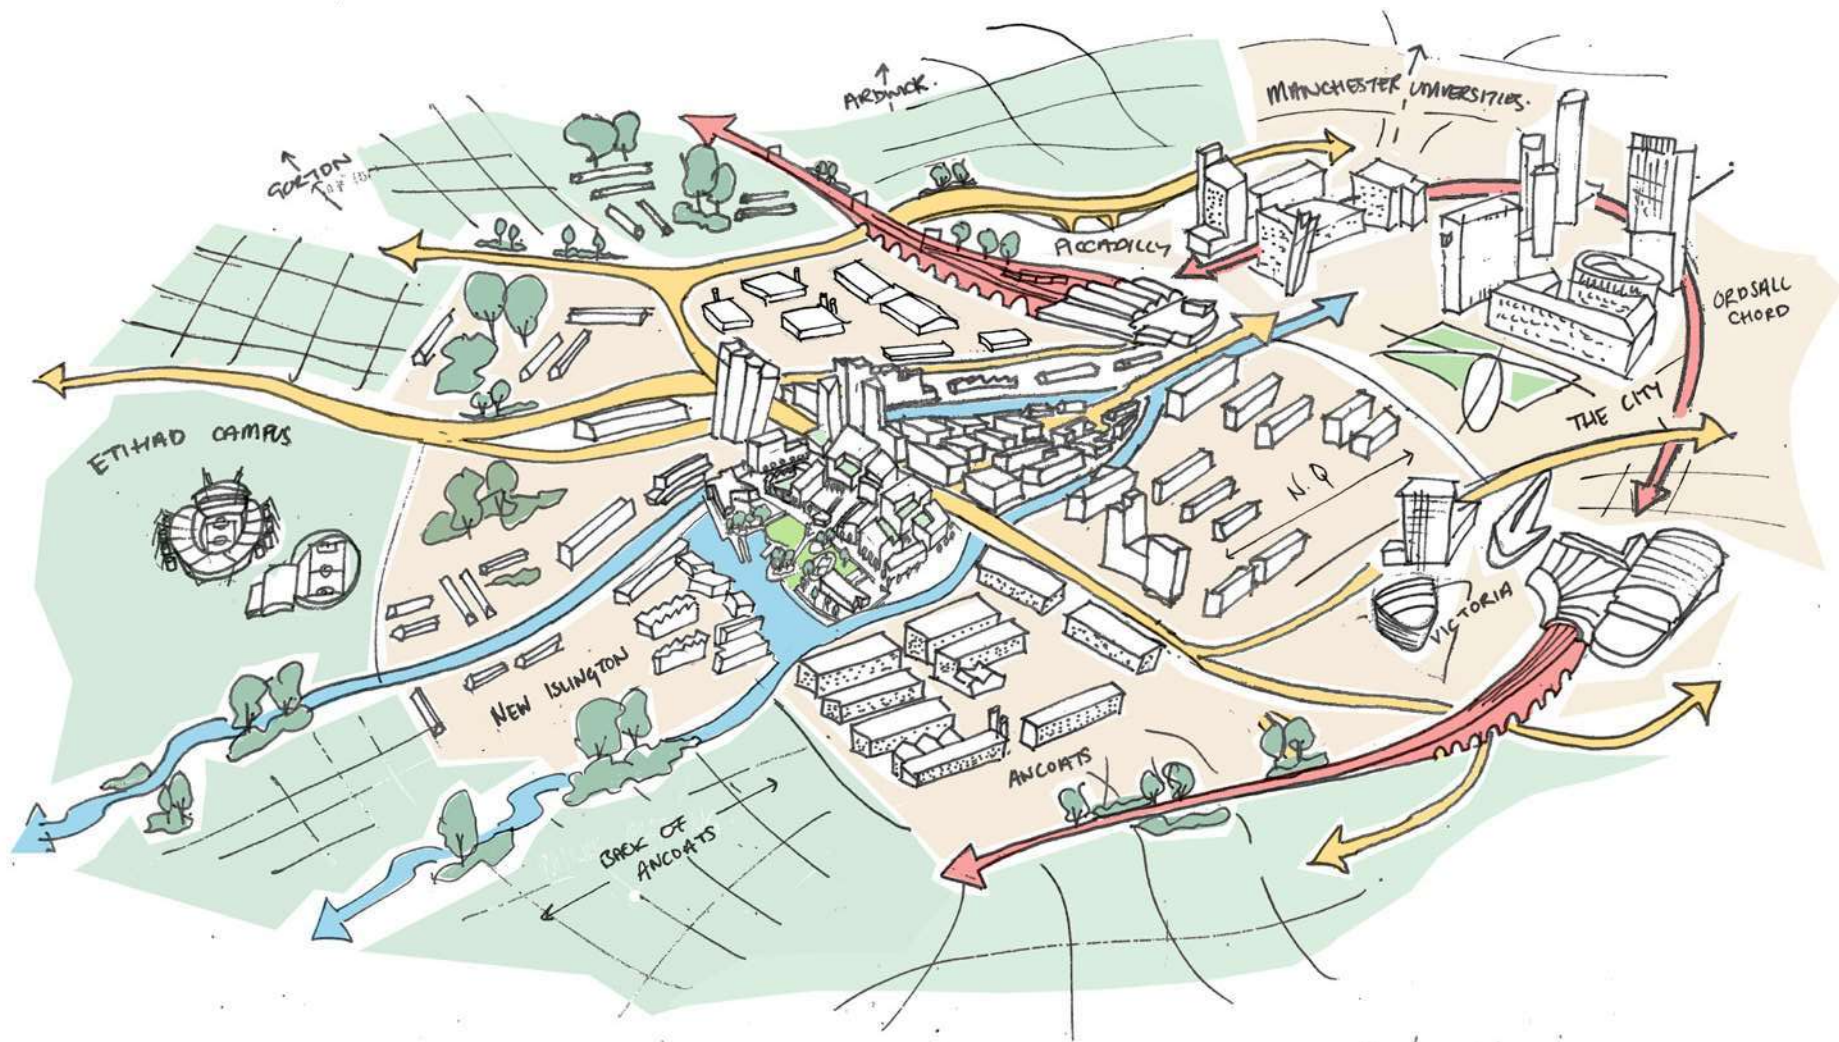 ARDWICK.
MANCHESTER UNIVERSITIES.
GORTON
PICCADILLY
ORDSALL
CHORD
THE CITY
ETIHAD CAMPUS
N.Q
VICTORIA
NEW ISLINGTON
ANCOATS
BACK OF
ANCOATS